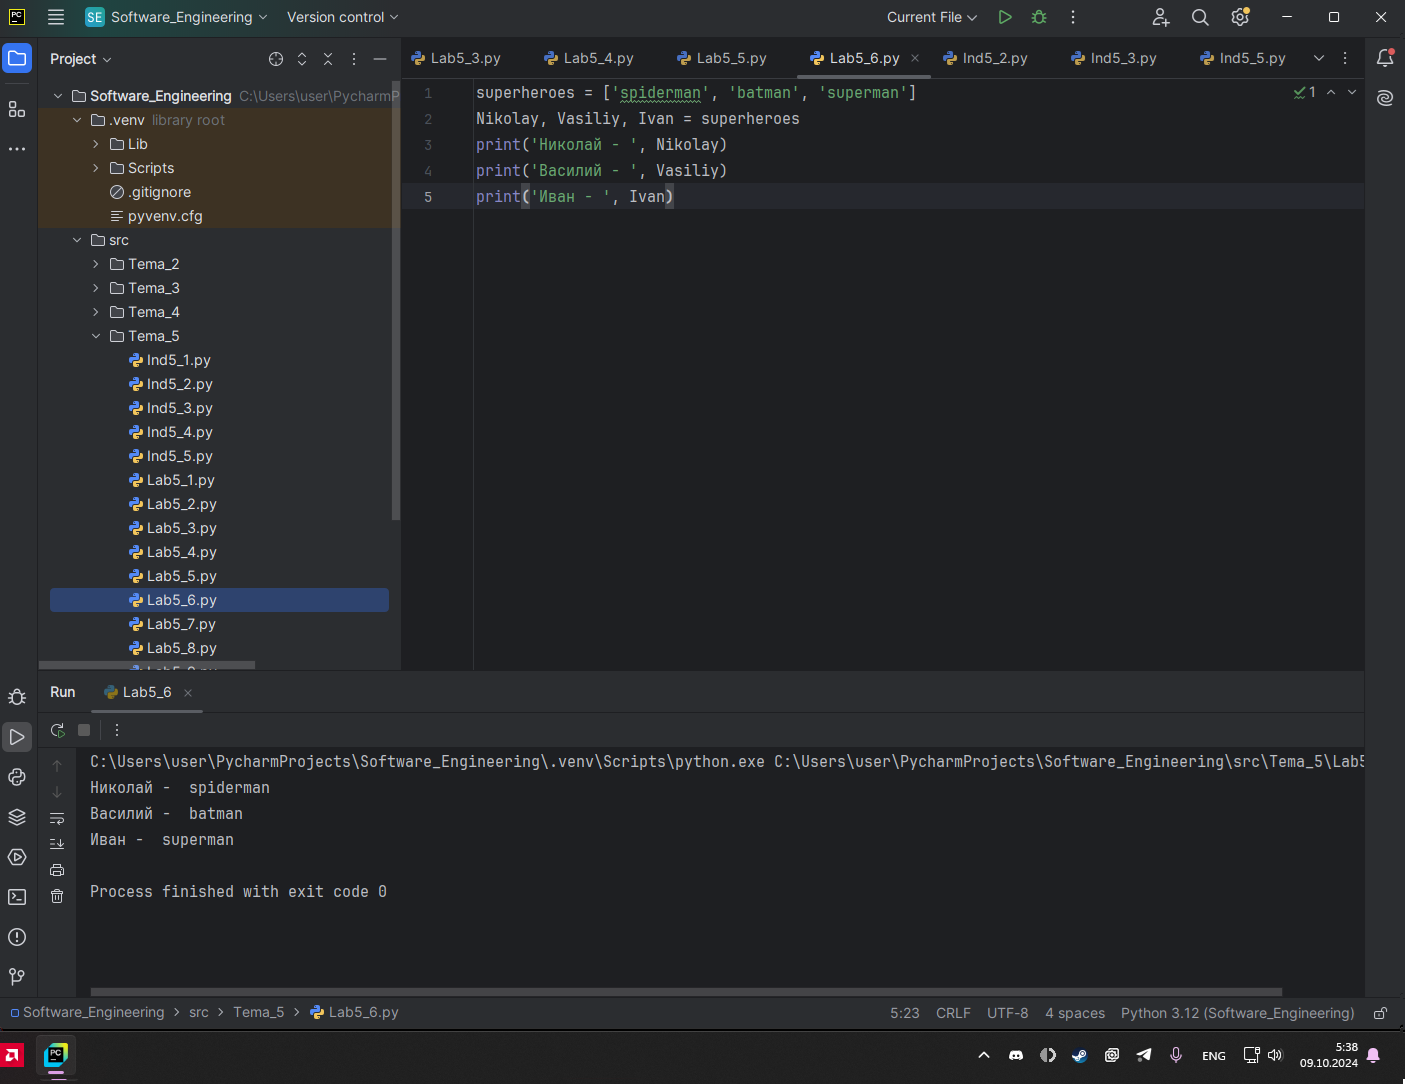 PC
SE Software_Engineering Version control Current File
Project
Lab5_3.py Lab5_4.py Lab5_5.py Lab5_6.py Ind5_2.py Ind5_3.py Ind5_5.py
Software_Engineering C:\Users\user\PycharmP
.venv library root
Lib
Scripts
.gitignore
pyvenv.cfg
src
Tema_2
Tema_3
Tema_4
Tema_5
Ind5_1.py
Ind5_2.py
Ind5_3.py
Ind5_4.py
Ind5_5.py
Lab5_1.py
Lab5_2.py
Lab5_3.py
Lab5_4.py
Lab5_5.py
Lab5_6.py
Lab5_7.py
Lab5_8.py
1 superheroes = ['spiderman', 'batman', 'superman'] 1
2 Nikolay, Vasiliy, Ivan = superheroes
3 print('Николай - ', Nikolay)
4 print('Василий - ', Vasiliy)
5 print('Иван - ', Ivan)
Run Lab5_6
C:\Users\user\PycharmProjects\Software_Engineering\.venv\Scripts\python.exe C:\Users\user\PycharmProjects\Software_Engineering\src\Tema_5\Lab5
Николай -  spiderman
Василий -  batman
Иван -  superman
Process finished with exit code 0
Software_Engineering > src > Tema_5 > Lab5_6.py 5:23 CRLF UTF-8 4 spaces Python 3.12 (Software_Engineering)
PC ENG 5:38
09.10.2024